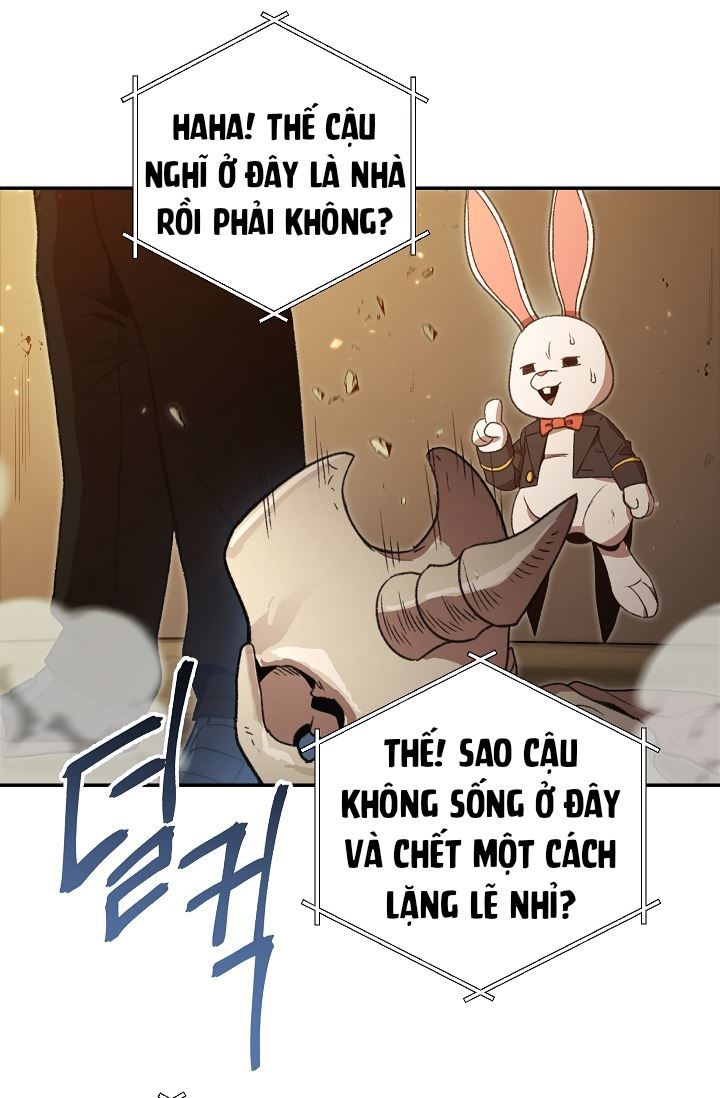 HAHA! THẾ CẬU
NGHĨ Ở ĐÂY LÀ NHÀ
RỒI PHẢI KHÔNG?
THẾ! SAO CẬU
KHÔNG SỐNG Ở ĐÂY
VÀ CHẾT MỘT CÁCH
LẶNG LẼ NHỈ?
덜컥